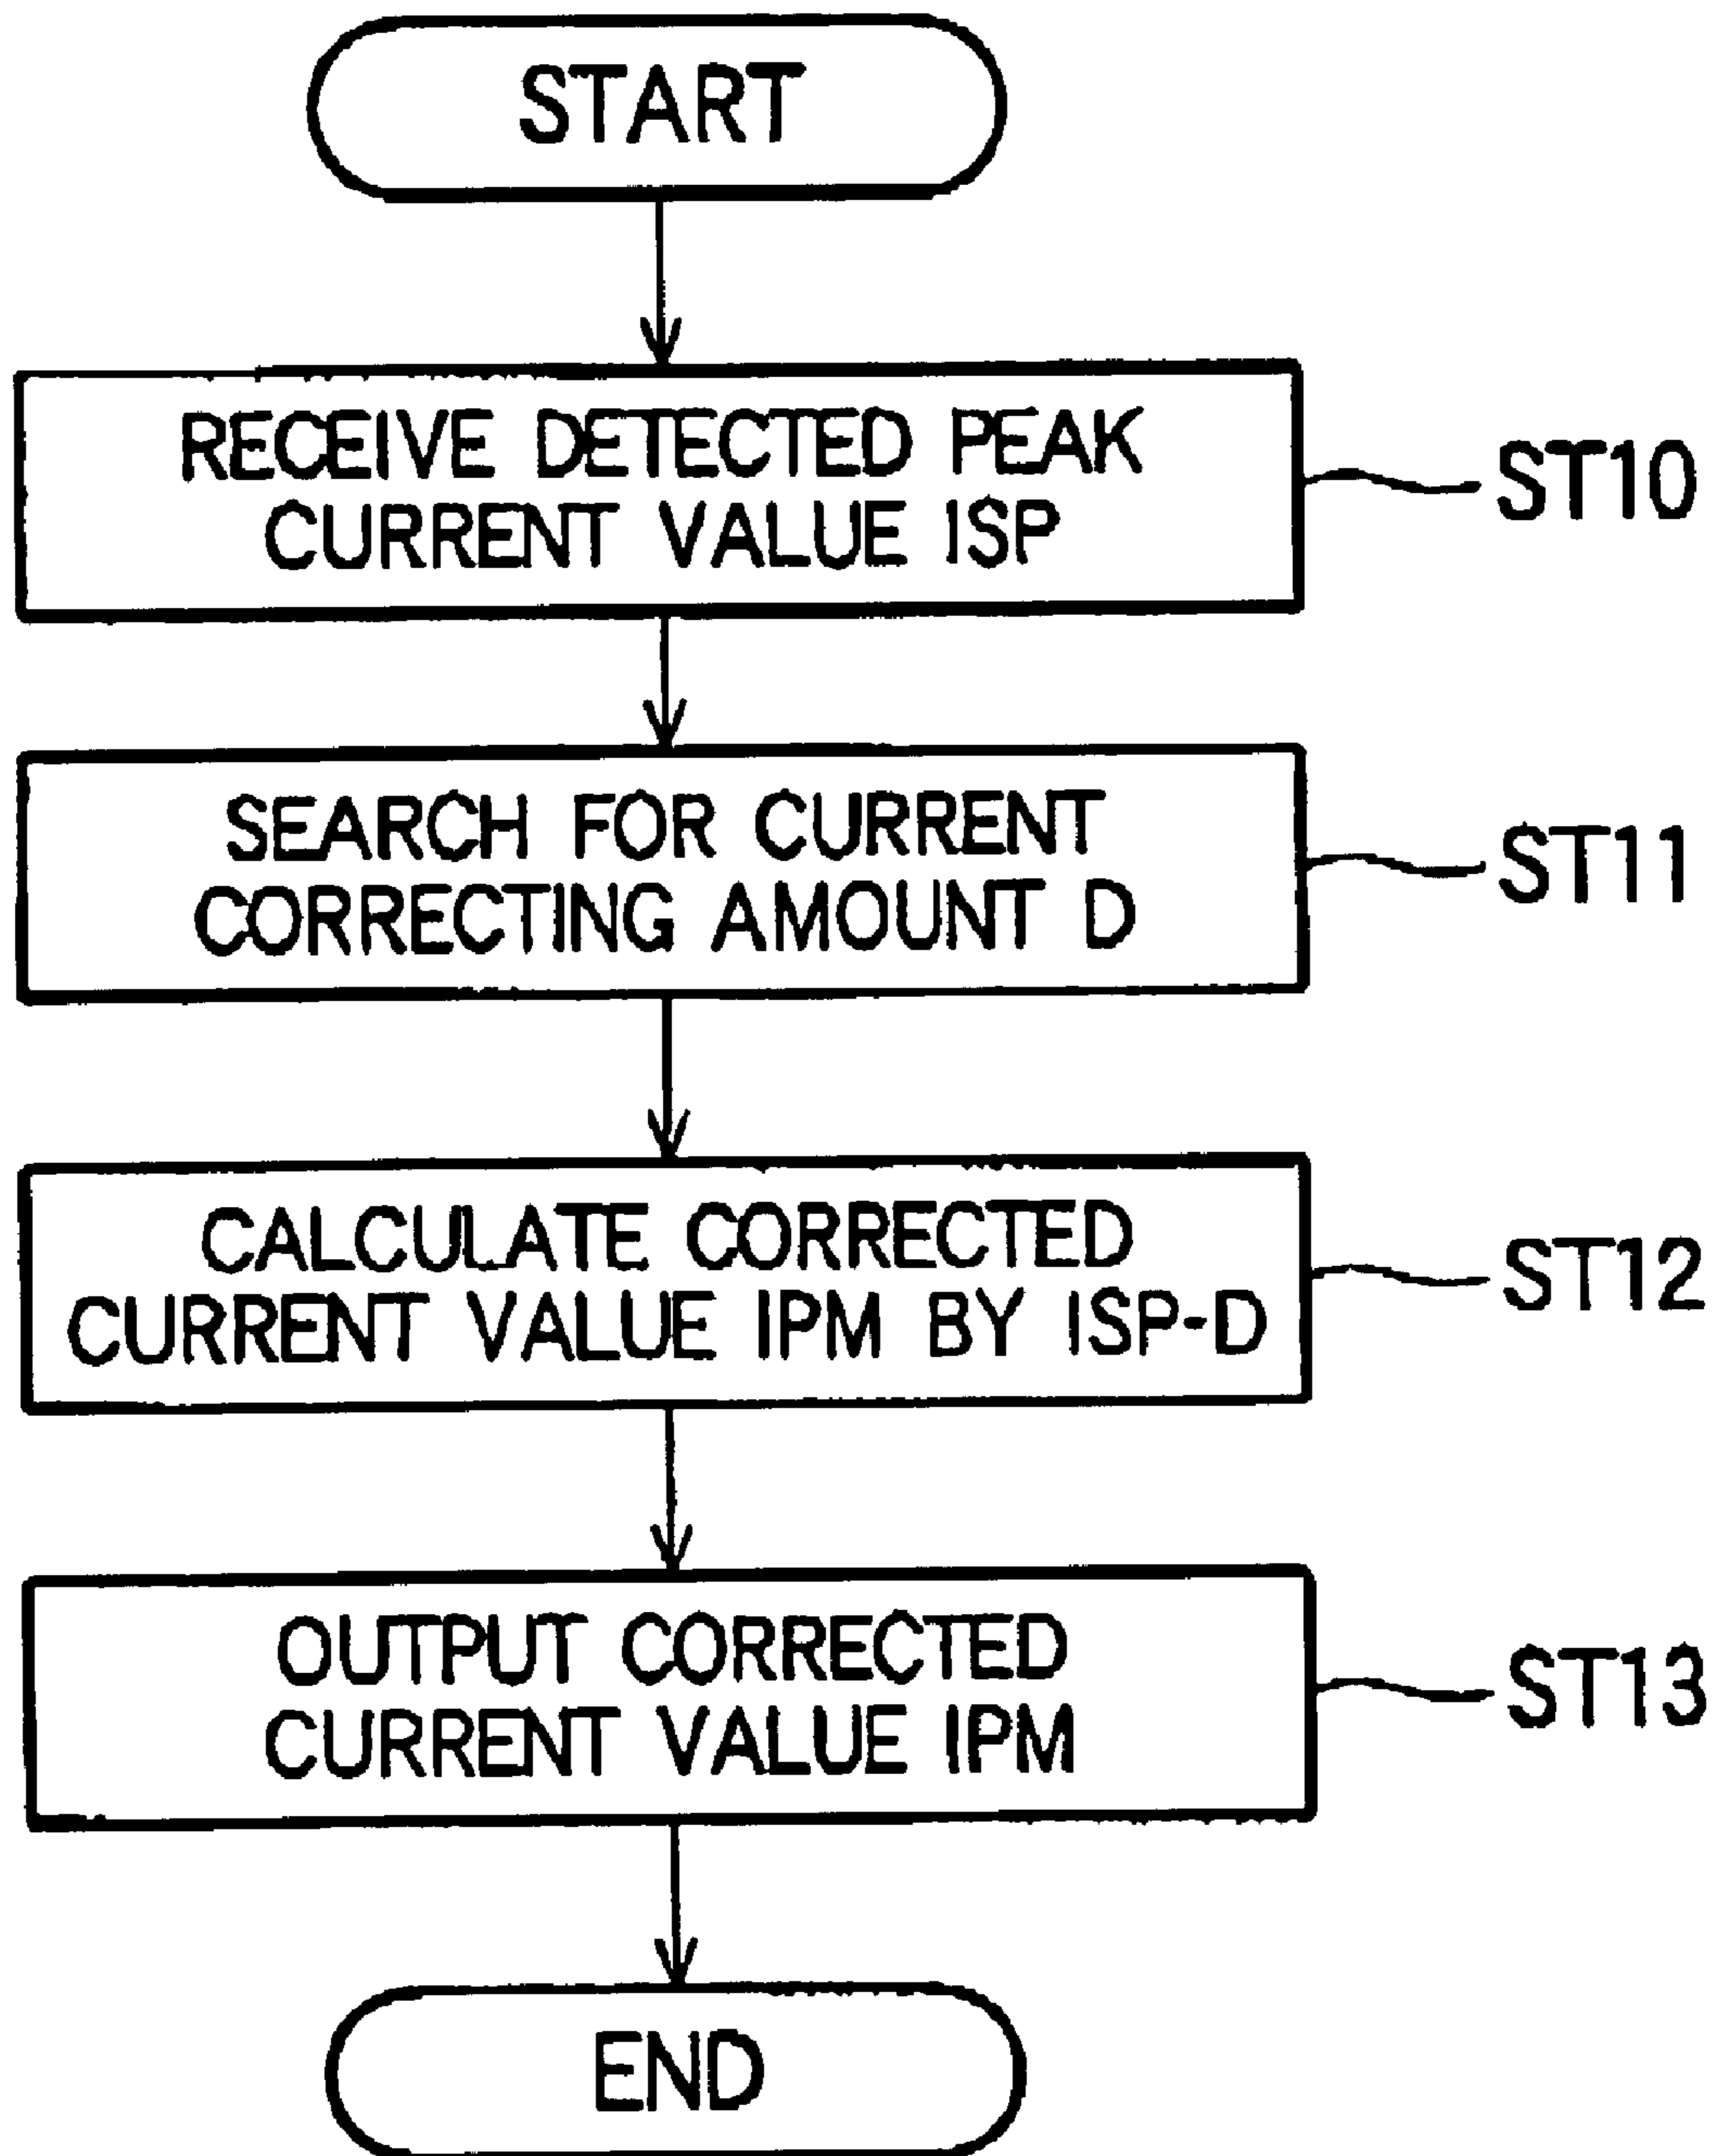 START
RECEIVE DETECTED PEAK
CURRENT VALUE ISP
ST10
SEARCH FOR CURRENT
CORRECTING AMOUNT D
ST11
CALCULATE CORRECTED
CURRENT VALUE IPM BY ISP-D
ST12
OUTPUT CORRECTED
CURRENT VALUE IPM
ST13
END